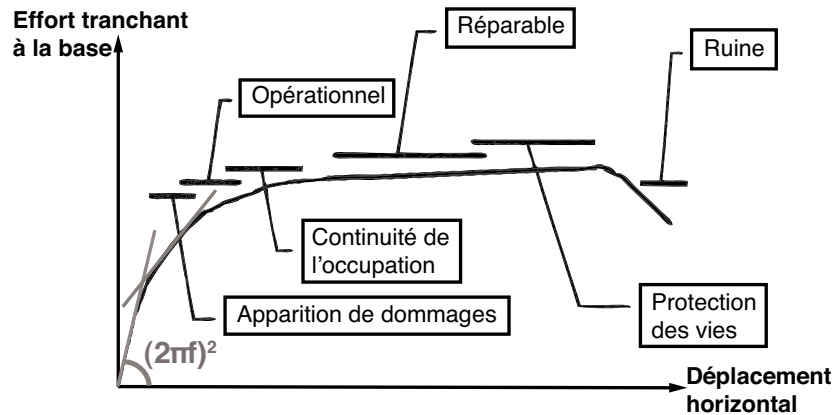 Effort tranchant
à la base
Réparable
Ruine
Opérationnel
Continuité de
l'occupation
Apparition de dommages
Protection
des vies
(2πf)²
Déplacement
horizontal